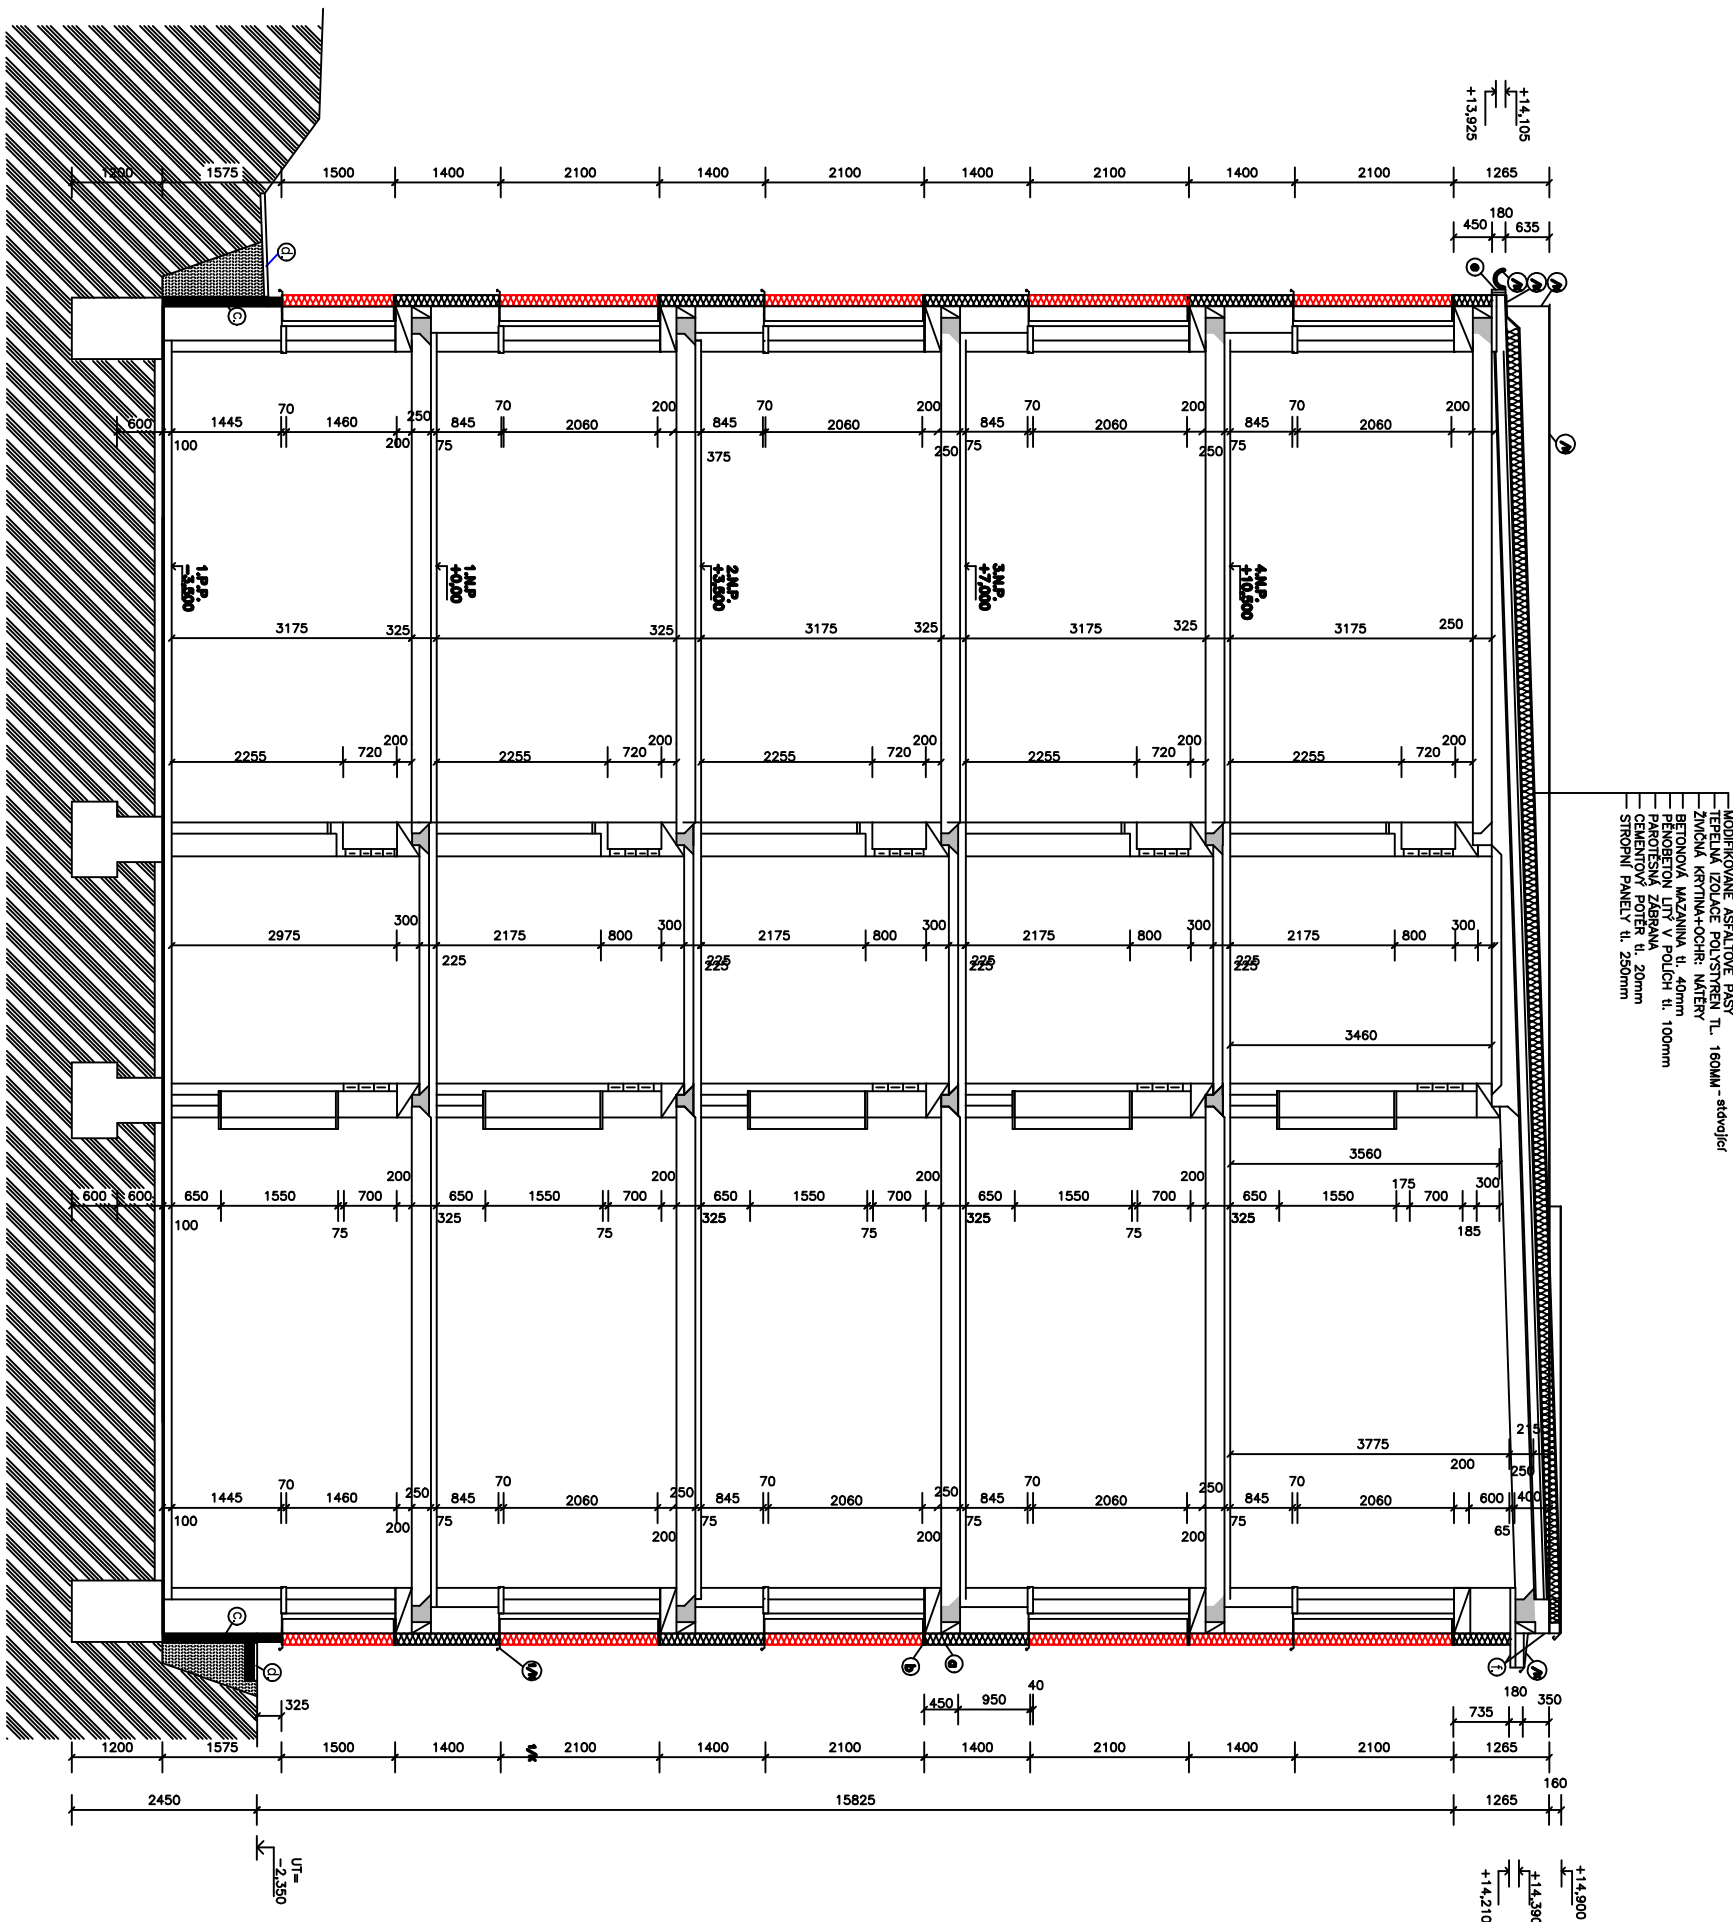 +14,105
+13,925
1200 1575 1500 1400 2100 1400 2100 1400 2100 1400 2100 1265
450 180 635
d.
c.
600 1445 70 1460 250 845 70 2060 200 845 70 2060 200 845 70 2060 200 845 70 2060 200
100 200 75 375 250 75 250 75
1.P.P.
-3,500
1.N.P
+0,00
2.N.P.
+3,500
3.N.P.
+7,000
4.N.P.
+10,500
3175 325 325 3175 325 3175 325 3175 250
2255 720 200 2255 720 200 2255 720 200 2255 720 200 2255 720 200
MODIFIKOVANÉ ASFALTOVÉ PÁSY
TEPELNÁ IZOLACE POLYSTYREN TL. 160MM - stávající
ŽIVIČNÁ KRYTINA+OCHR: NÁTĚRY
BETONOVÁ MAZANINA tl. 40mm
PĚNOBETON LITÝ V POLÍCH tl. 100mm
PAROTĚSNÁ ZÁBRANA
CEMENTOVÝ POTĚR tl. 20mm
STROPNÍ PANELY tl. 250mm
2975 300 2175 800 300 2175 800 300 2175 800 300 2175 800 300
225 225 225 225
3460
3560
600 600 650 1550 700 200 650 1550 700 200 650 1550 700 200 650 1550 700 200 650 1550 175 700 300
100 75 325 75 325 75 325 75 325 185
3775 215
200 250
1445 70 1460 250 845 70 2060 250 845 70 2060 250 845 70 2060 250 845 70 2060 600 400
100 200 75 200 75 200 75 200 75 65
c.
d.
b
a
f.
325
450 950 40
735 180 350
1200 1575 1500 1400 2100 1400 2100 1400 2100 1400 2100 1265
2450 15825 1265 160
UT=
-2,350
+14,900
+14,390
+14,210